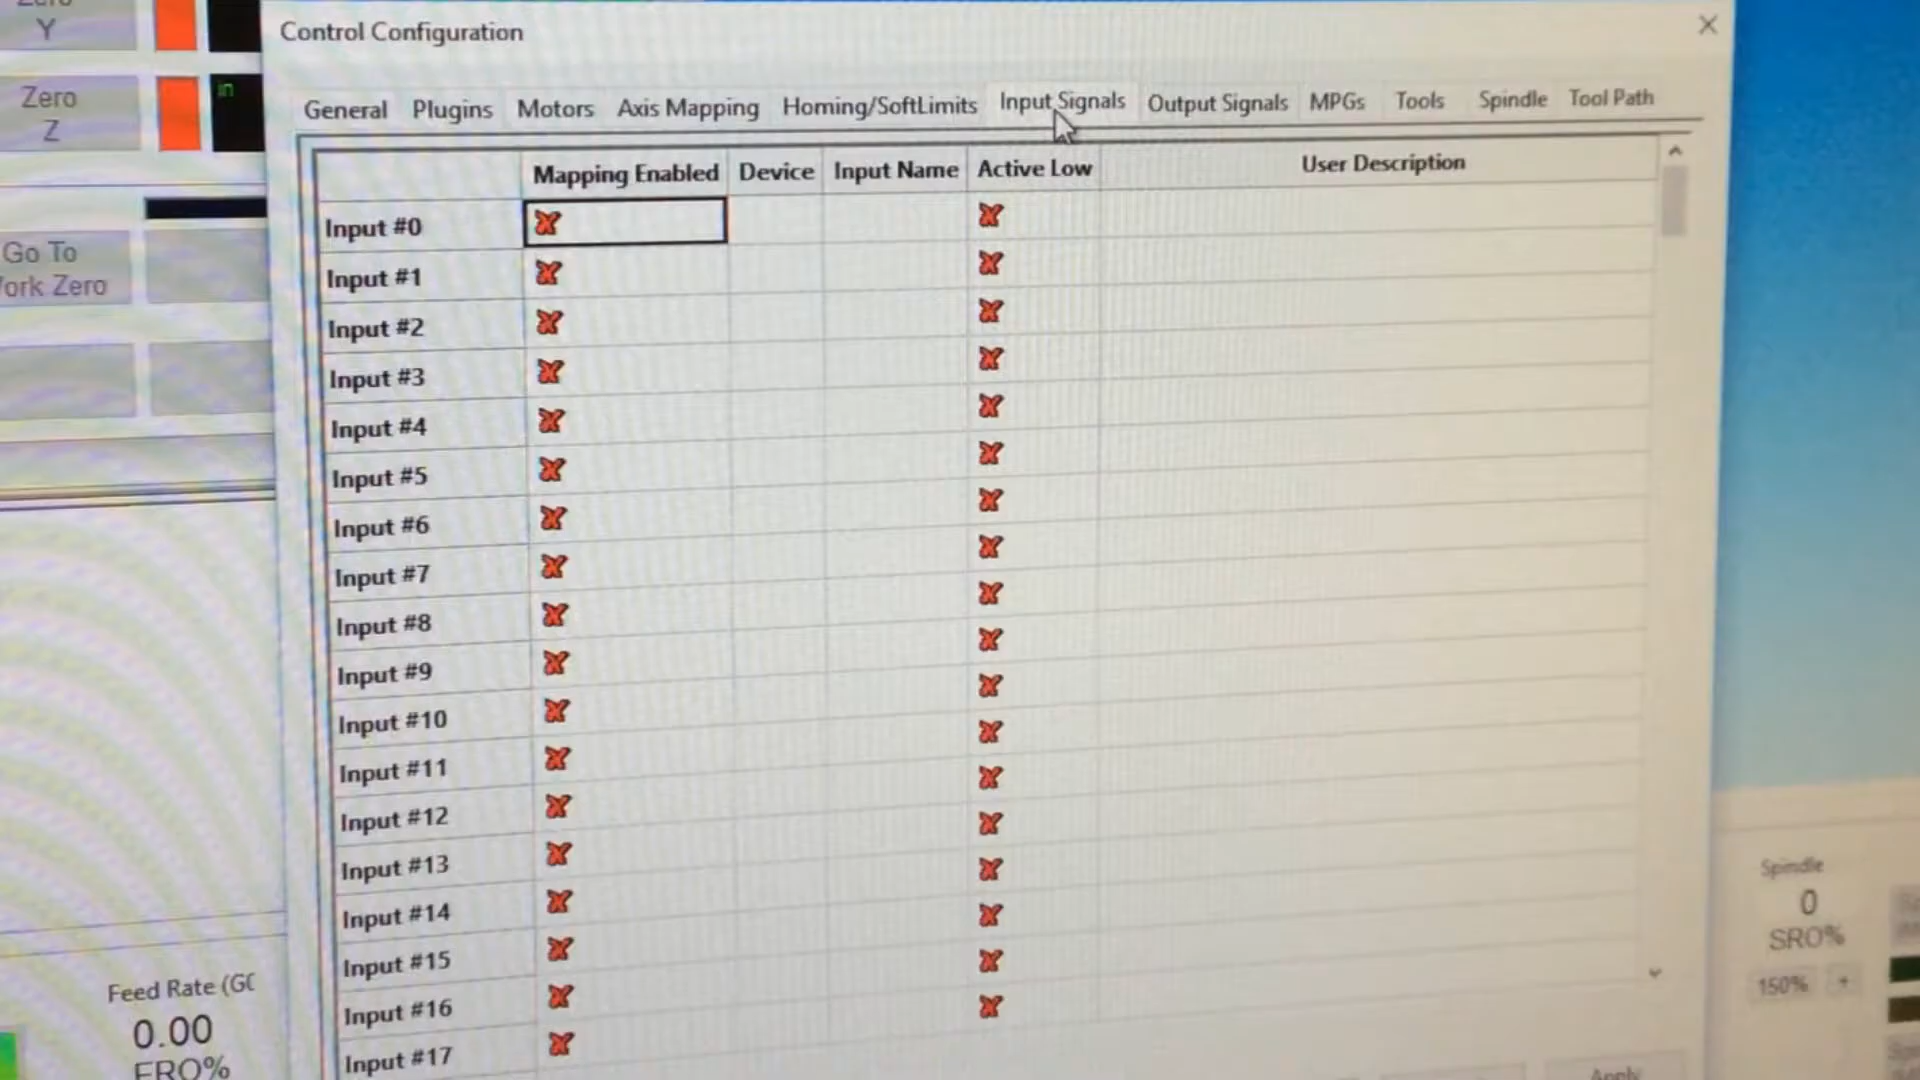 Y
Zero
Z
in
Go To
Work Zero
Feed Rate (GC
0.00
FRO%
Control Configuration
General Plugins Motors Axis Mapping Homing/SoftLimits Input Signals Output Signals MPGs Tools Spindle Tool Path
Mapping Enabled Device Input Name Active Low User Description
Input #0
Input #1
Input #2
Input #3
Input #4
Input #5
Input #6
Input #7
Input #8
Input #9
Input #10
Input #11
Input #12
Input #13
Input #14
Input #15
Input #16
Input #17
Apply
Spindle
0
SRO%
150% +